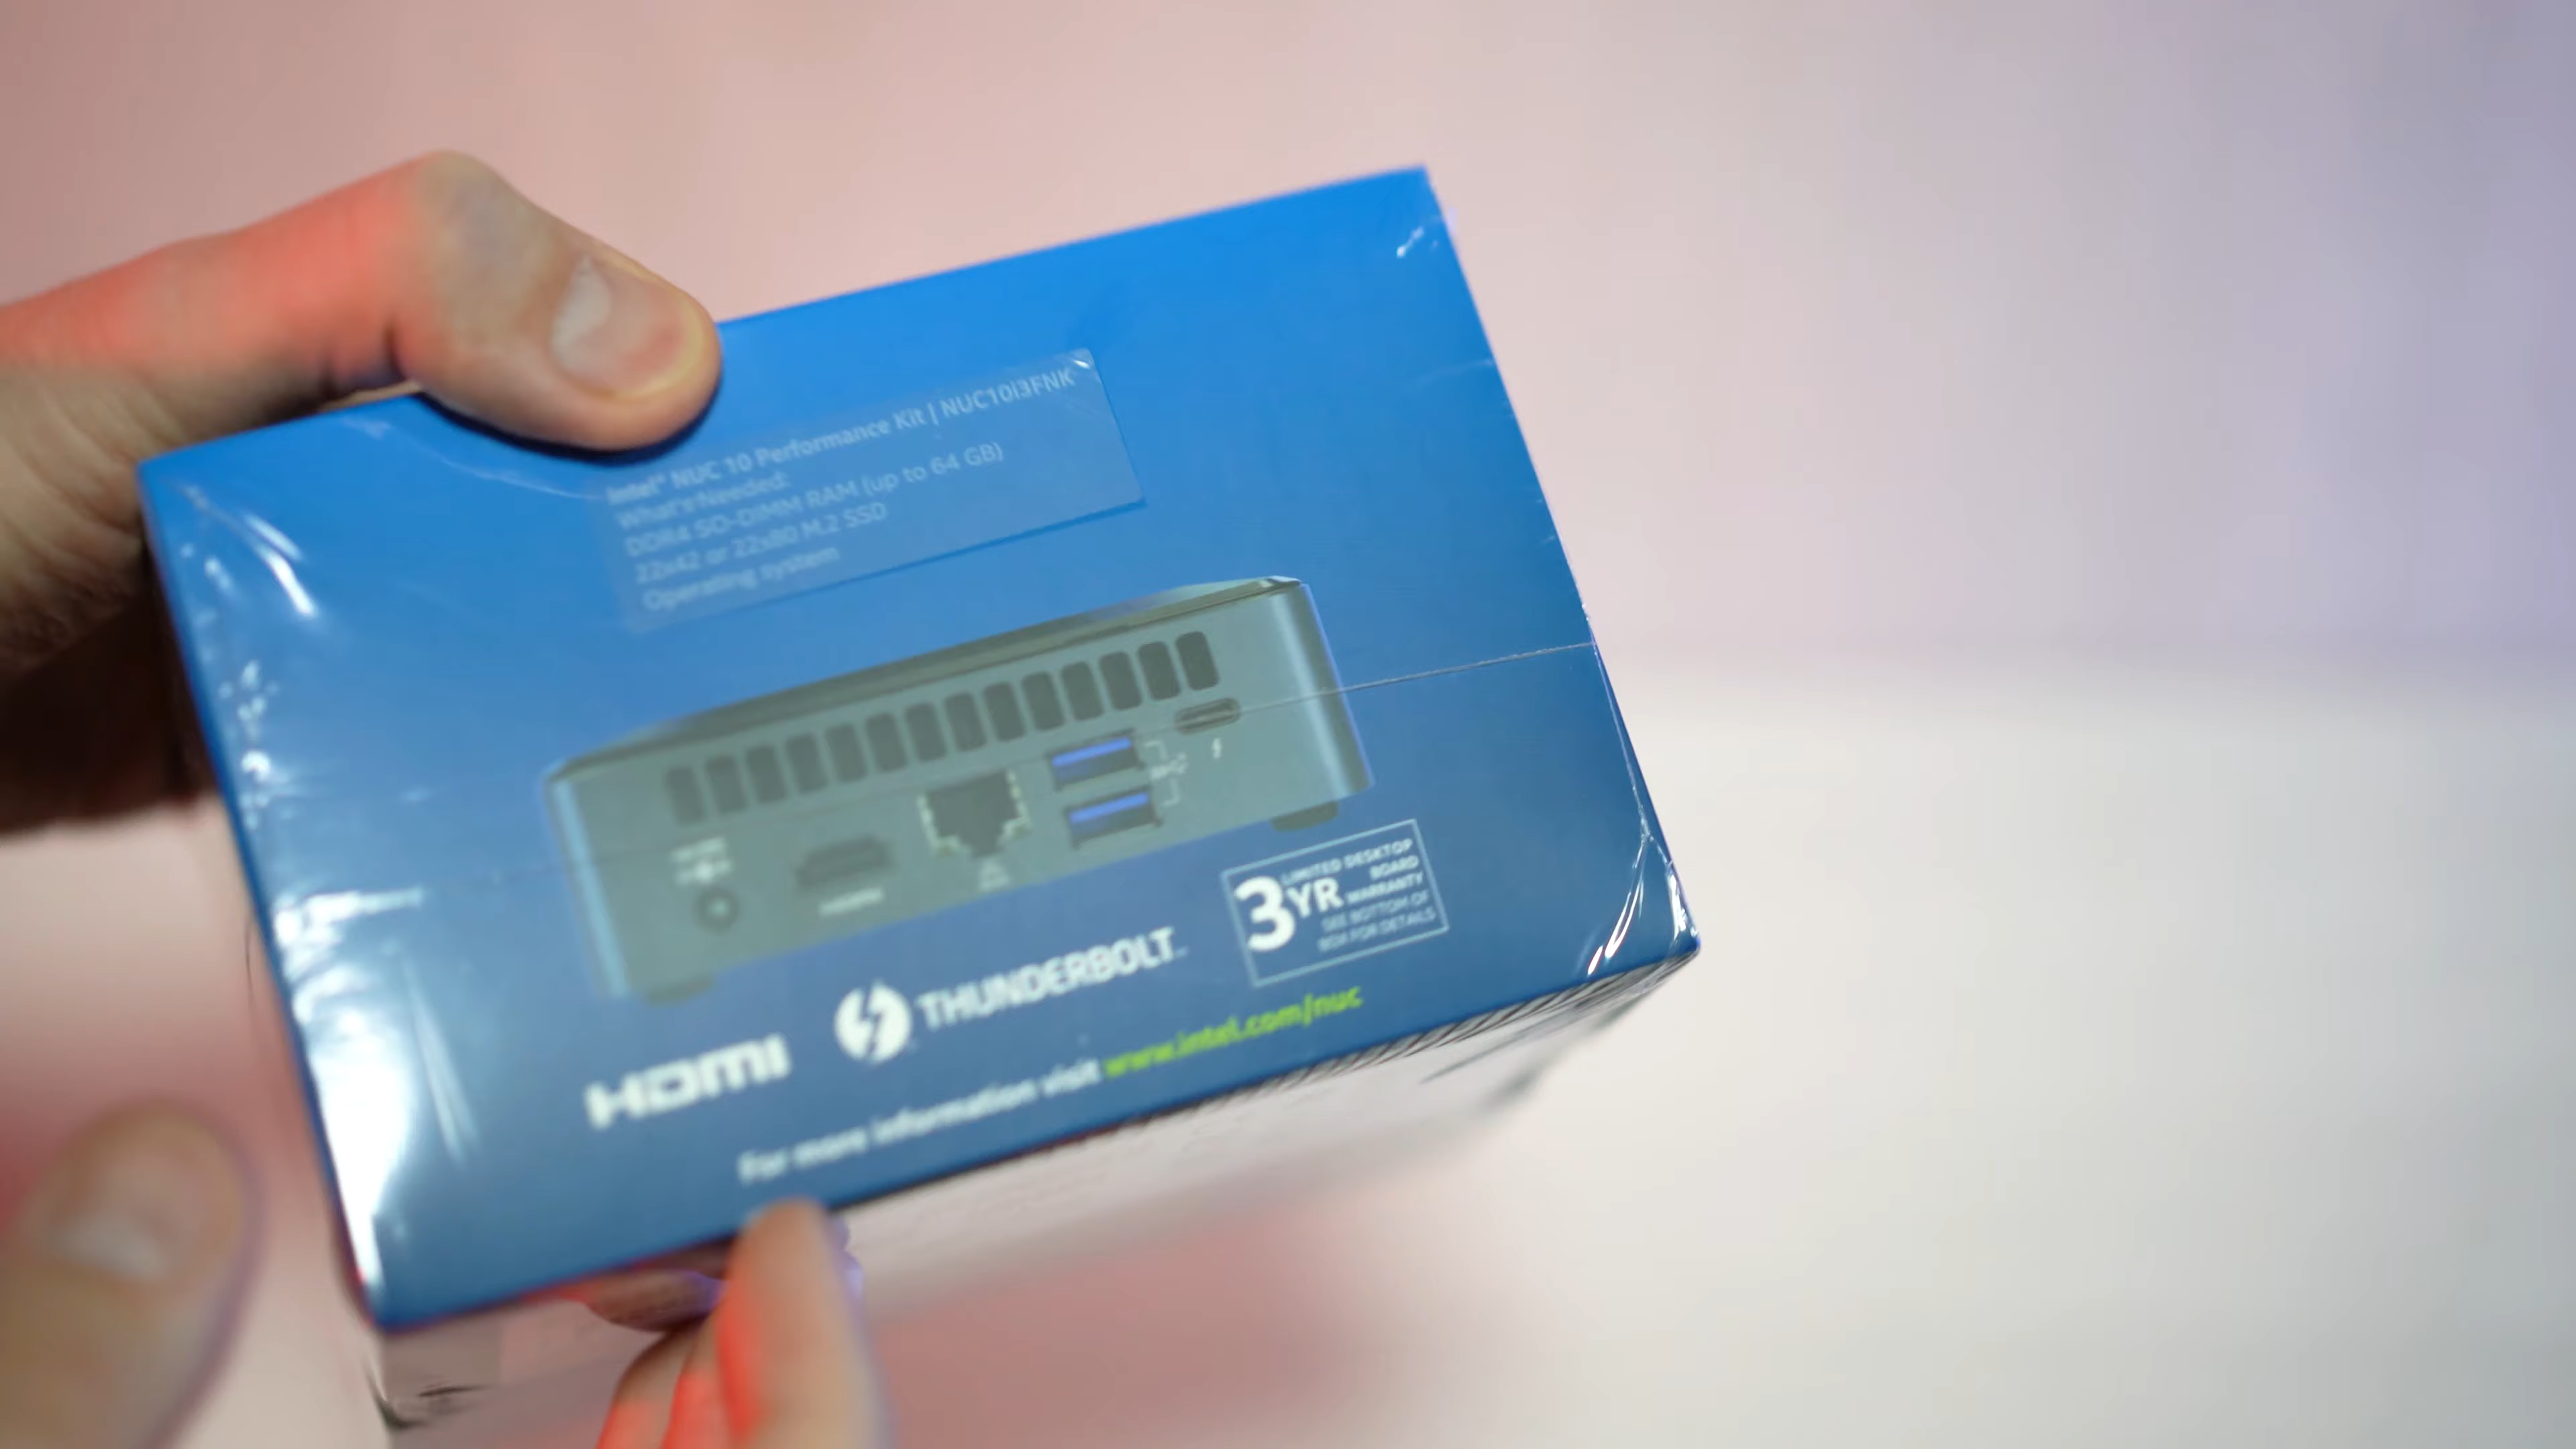 Intel® NUC 10 Performance Kit | NUC10i3FNK
What's Needed:
DDR4 SO-DIMM RAM (up to 64 GB)
22x42 or 22x80 M.2 SSD
Operating system
HDMI
HDMI
THUNDERBOLT™
3YR LIMITED DESKTOP
BOARD
WARRANTY
SEE BOTTOM OF
BOX FOR DETAILS
For more information visit www.intel.com/nuc